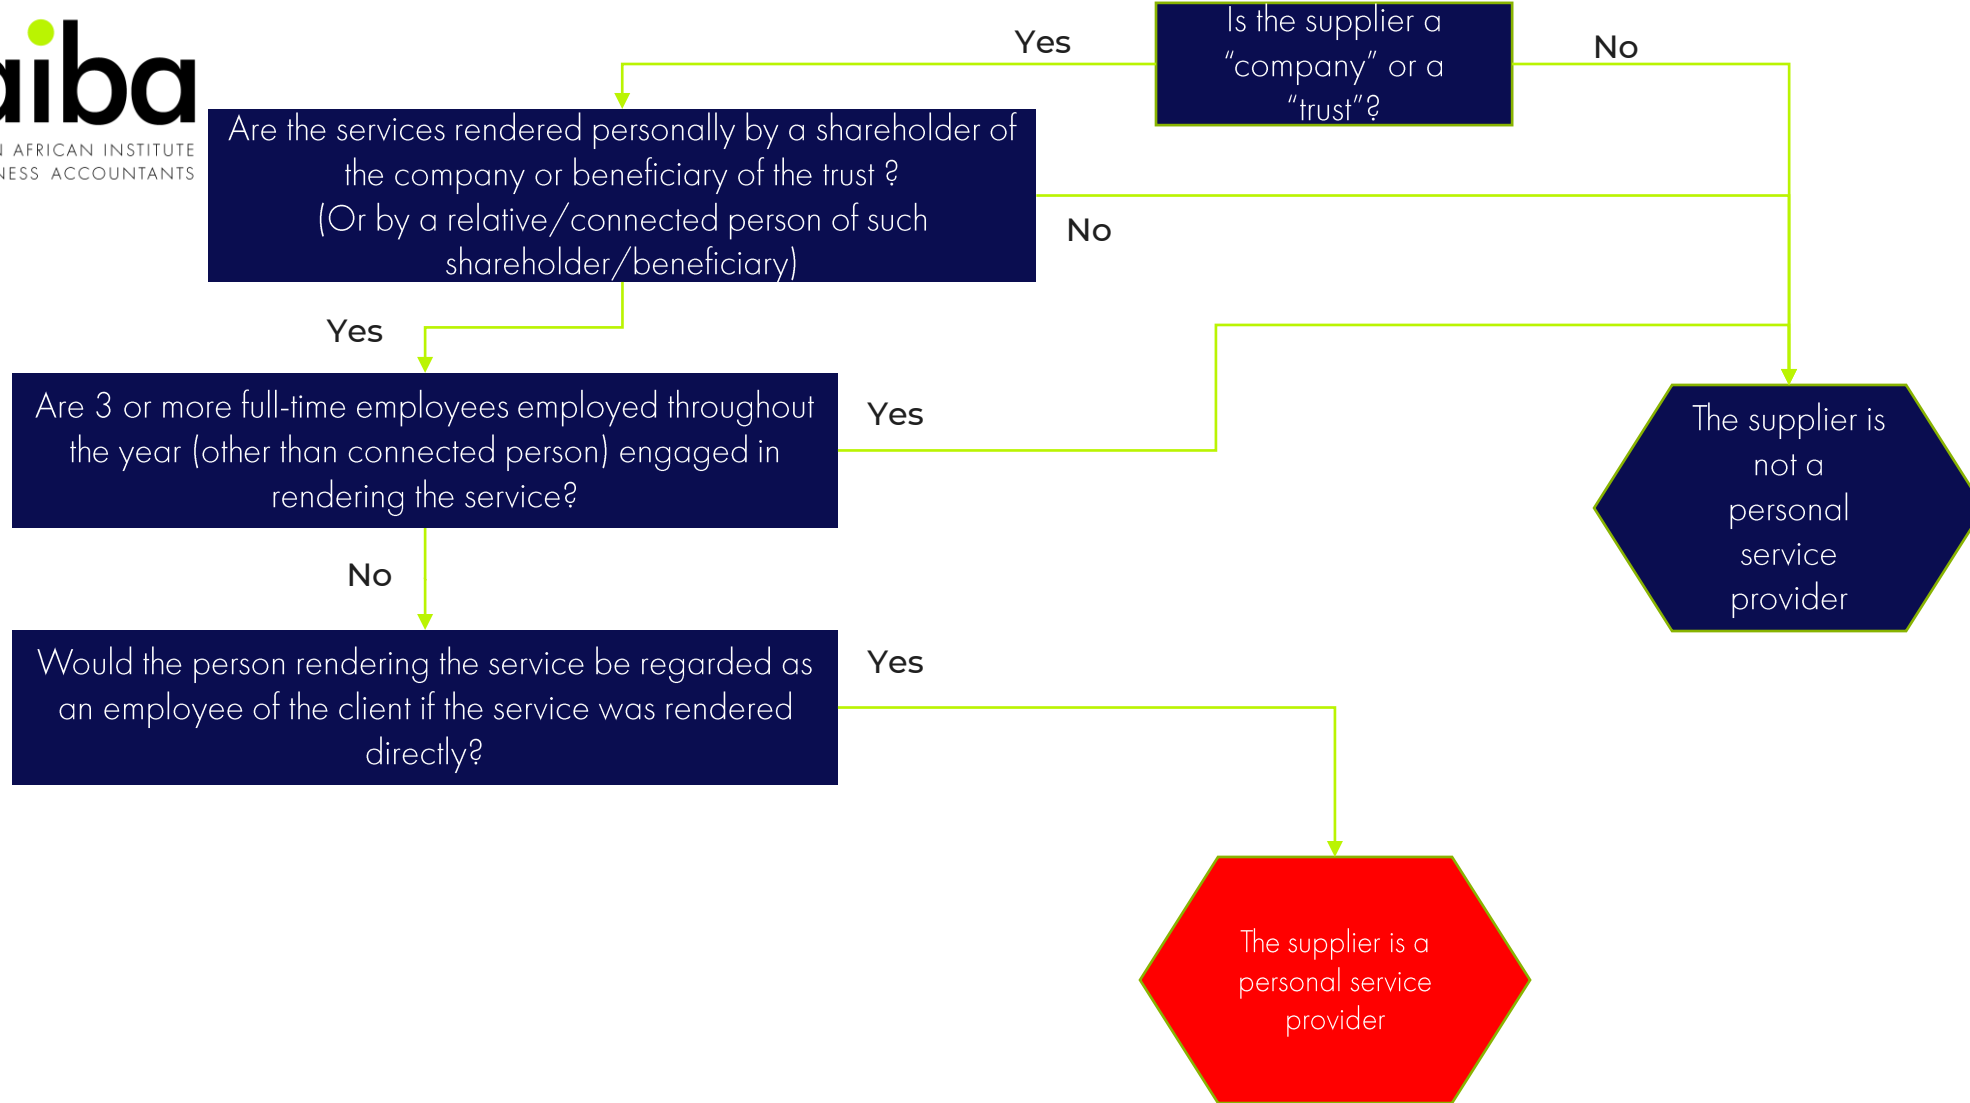 aiba
AFRICAN INSTITUTE
ACCOUNTANTS
Is the supplier a
“company” or a
“trust”?
Yes
No
Are the services rendered personally by a shareholder of
the company or beneficiary of the trust ?
(Or by a relative/connected person of such
shareholder/beneficiary)
No
Yes
Are 3 or more full-time employees employed throughout
the year (other than connected person) engaged in
rendering the service?
Yes
The supplier is
not a
personal
service
provider
No
Would the person rendering the service be regarded as
an employee of the client if the service was rendered
directly?
Yes
The supplier is a
personal service
provider